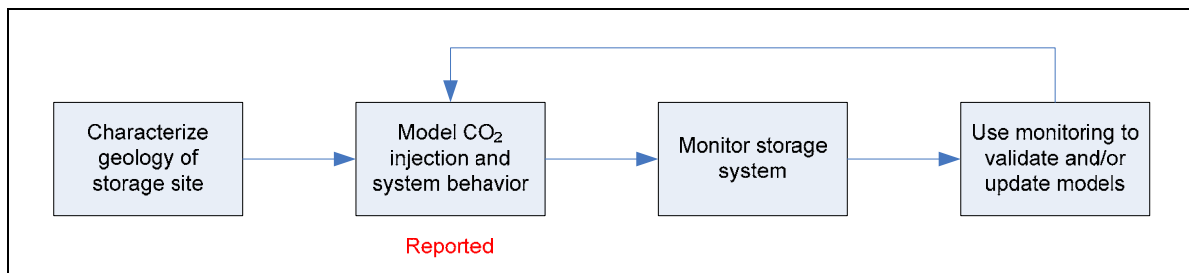 Characterize
geology of
storage site
Model CO₂
injection and
system behavior
Monitor storage
system
Use monitoring to
validate and/or
update models
Reported